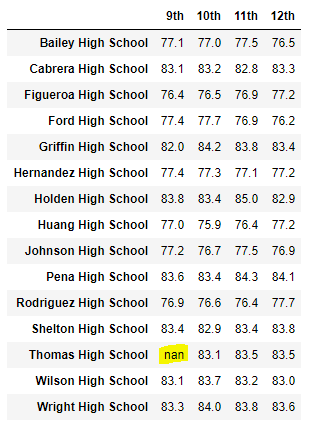 9th 10th 11th 12th
Bailey High School 77.1 77.0 77.5 76.5
Cabrera High School 83.1 83.2 82.8 83.3
Figueroa High School 76.4 76.5 76.9 77.2
Ford High School 77.4 77.7 76.9 76.2
Griffin High School 82.0 84.2 83.8 83.4
Hernandez High School 77.4 77.3 77.1 77.2
Holden High School 83.8 83.4 85.0 82.9
Huang High School 77.0 75.9 76.4 77.2
Johnson High School 77.2 76.7 77.5 76.9
Pena High School 83.6 83.4 84.3 84.1
Rodriguez High School 76.9 76.6 76.4 77.7
Shelton High School 83.4 82.9 83.4 83.8
Thomas High School nan 83.1 83.5 83.5
Wilson High School 83.1 83.7 83.2 83.0
Wright High School 83.3 84.0 83.8 83.6